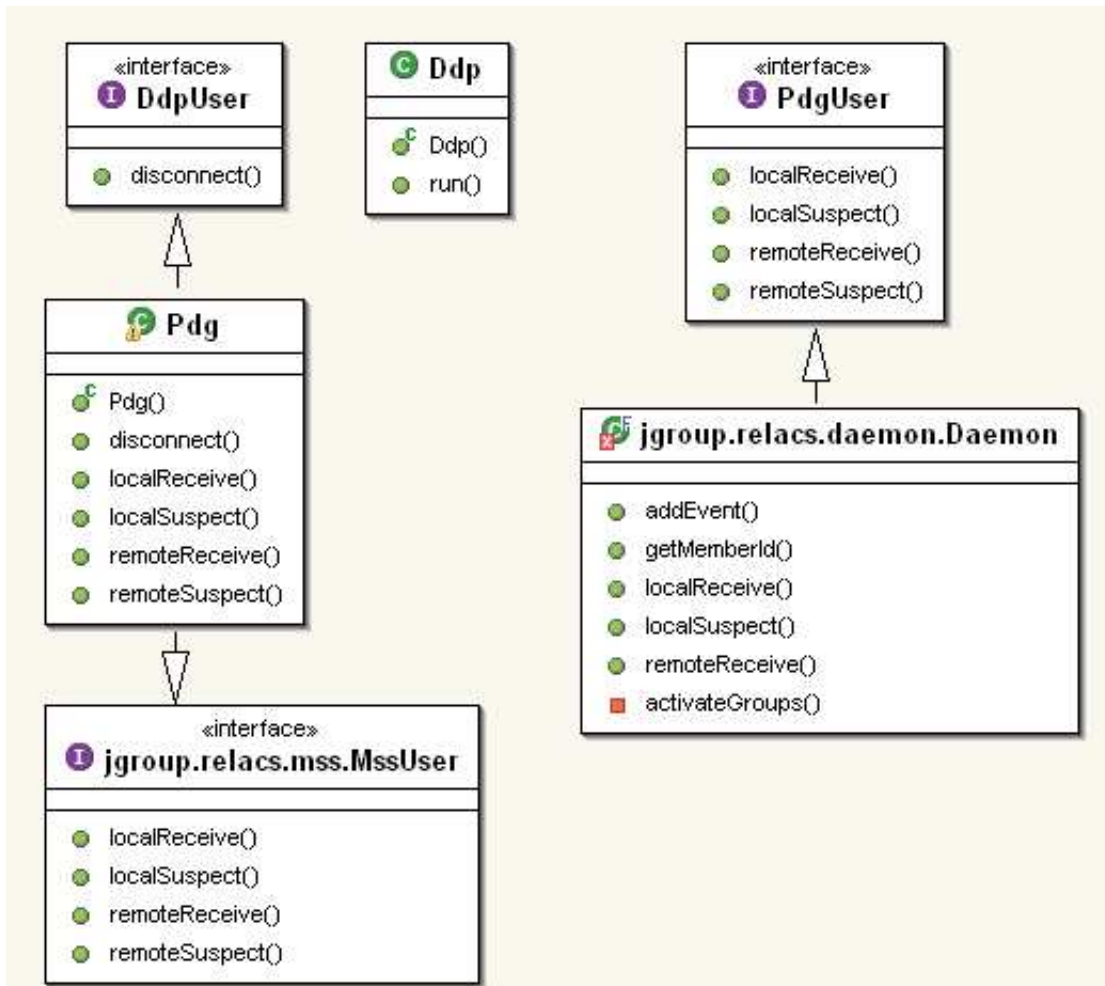 «interface»
I DdpUser
disconnect()
C Ddp
C Ddp()
run()
«interface»
I PdgUser
localReceive()
localSuspect()
remoteReceive()
remoteSuspect()
C Pdg
C Pdg()
disconnect()
localReceive()
localSuspect()
remoteReceive()
remoteSuspect()
C F jgroup.relacs.daemon.Daemon
addEvent()
getMemberId()
localReceive()
localSuspect()
remoteReceive()
activateGroups()
«interface»
I jgroup.relacs.mss.MssUser
localReceive()
localSuspect()
remoteReceive()
remoteSuspect()